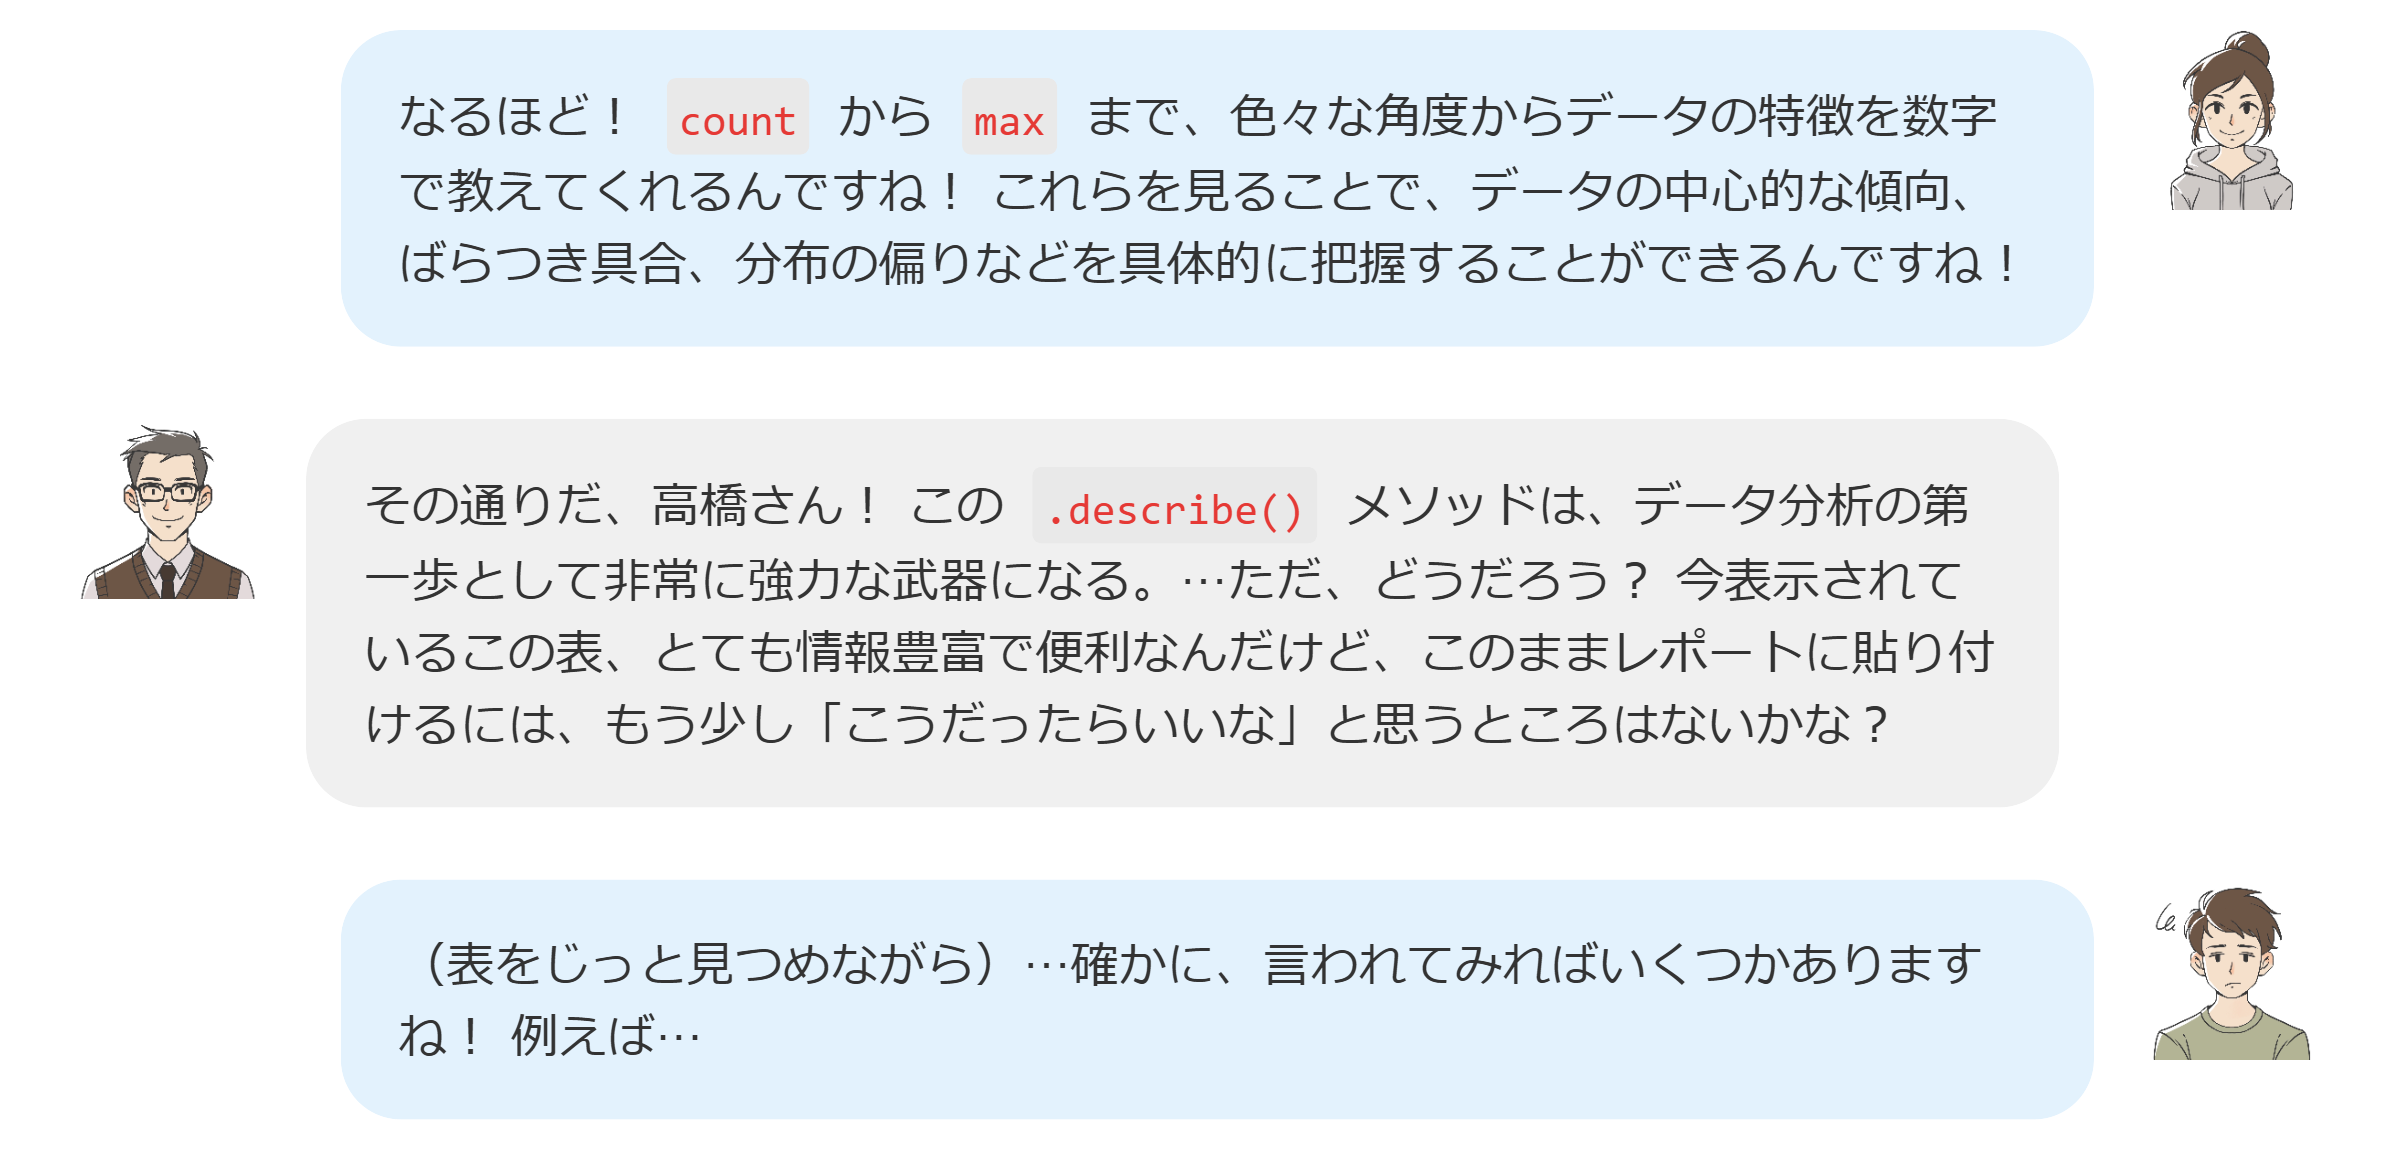 なるほど！ count から max まで、色々な角度からデータの特徴を数字
で教えてくれるんですね！ これらを見ることで、データの中心的な傾向、
ばらつき具合、分布の偏りなどを具体的に把握することができるんですね！
その通りだ、高橋さん！ この .describe() メソッドは、データ分析の第
一歩として非常に強力な武器になる。…ただ、どうだろう？ 今表示されて
いるこの表、とても情報豊富で便利なんだけど、このままレポートに貼り付
けるには、もう少し「こうだったらいいな」と思うところはないかな？
（表をじっと見つめながら）…確かに、言われてみればいくつかあります
ね！ 例えば…